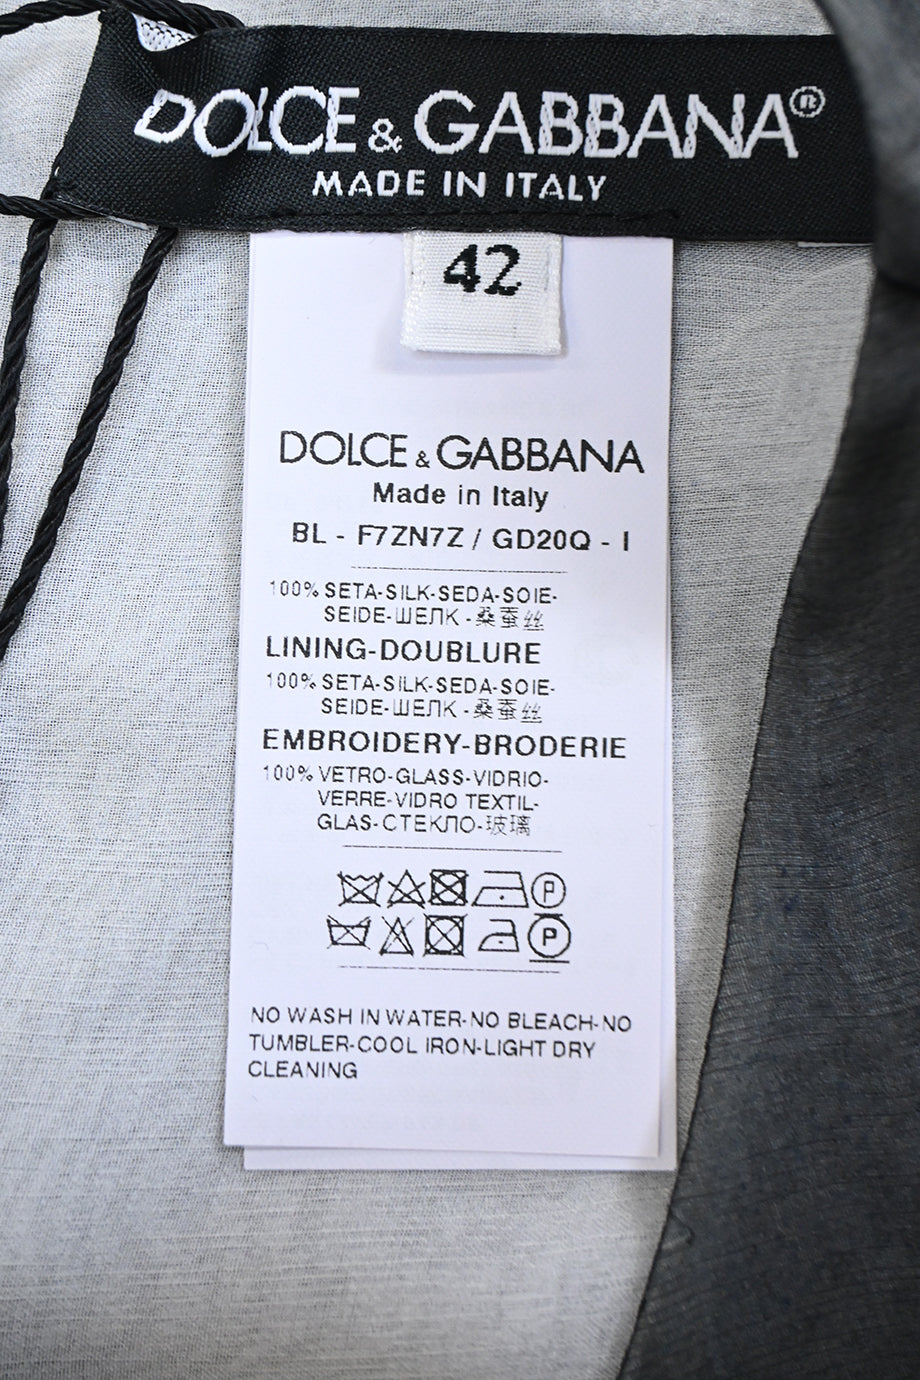 DOLCE & GABBANA®
MADE IN ITALY
42
DOLCE & GABBANA
Made in Italy
BL - F7ZN7Z / GD20Q - I
100% SETA-SILK-SEDA-SOIE-
SEIDE-ШЕЛК-桑蚕丝
LINING-DOUBLURE
100% SETA-SILK-SEDA-SOIE-
SEIDE-ШЕЛК-桑蚕丝
EMBROIDERY-BRODERIE
100% VETRO-GLASS-VIDRIO-
VERRE-VIDRO TEXTIL-
GLAS-СТЕКЛО-玻璃
P
P
NO WASH IN WATER-NO BLEACH-NO
TUMBLER-COOL IRON-LIGHT DRY
CLEANING